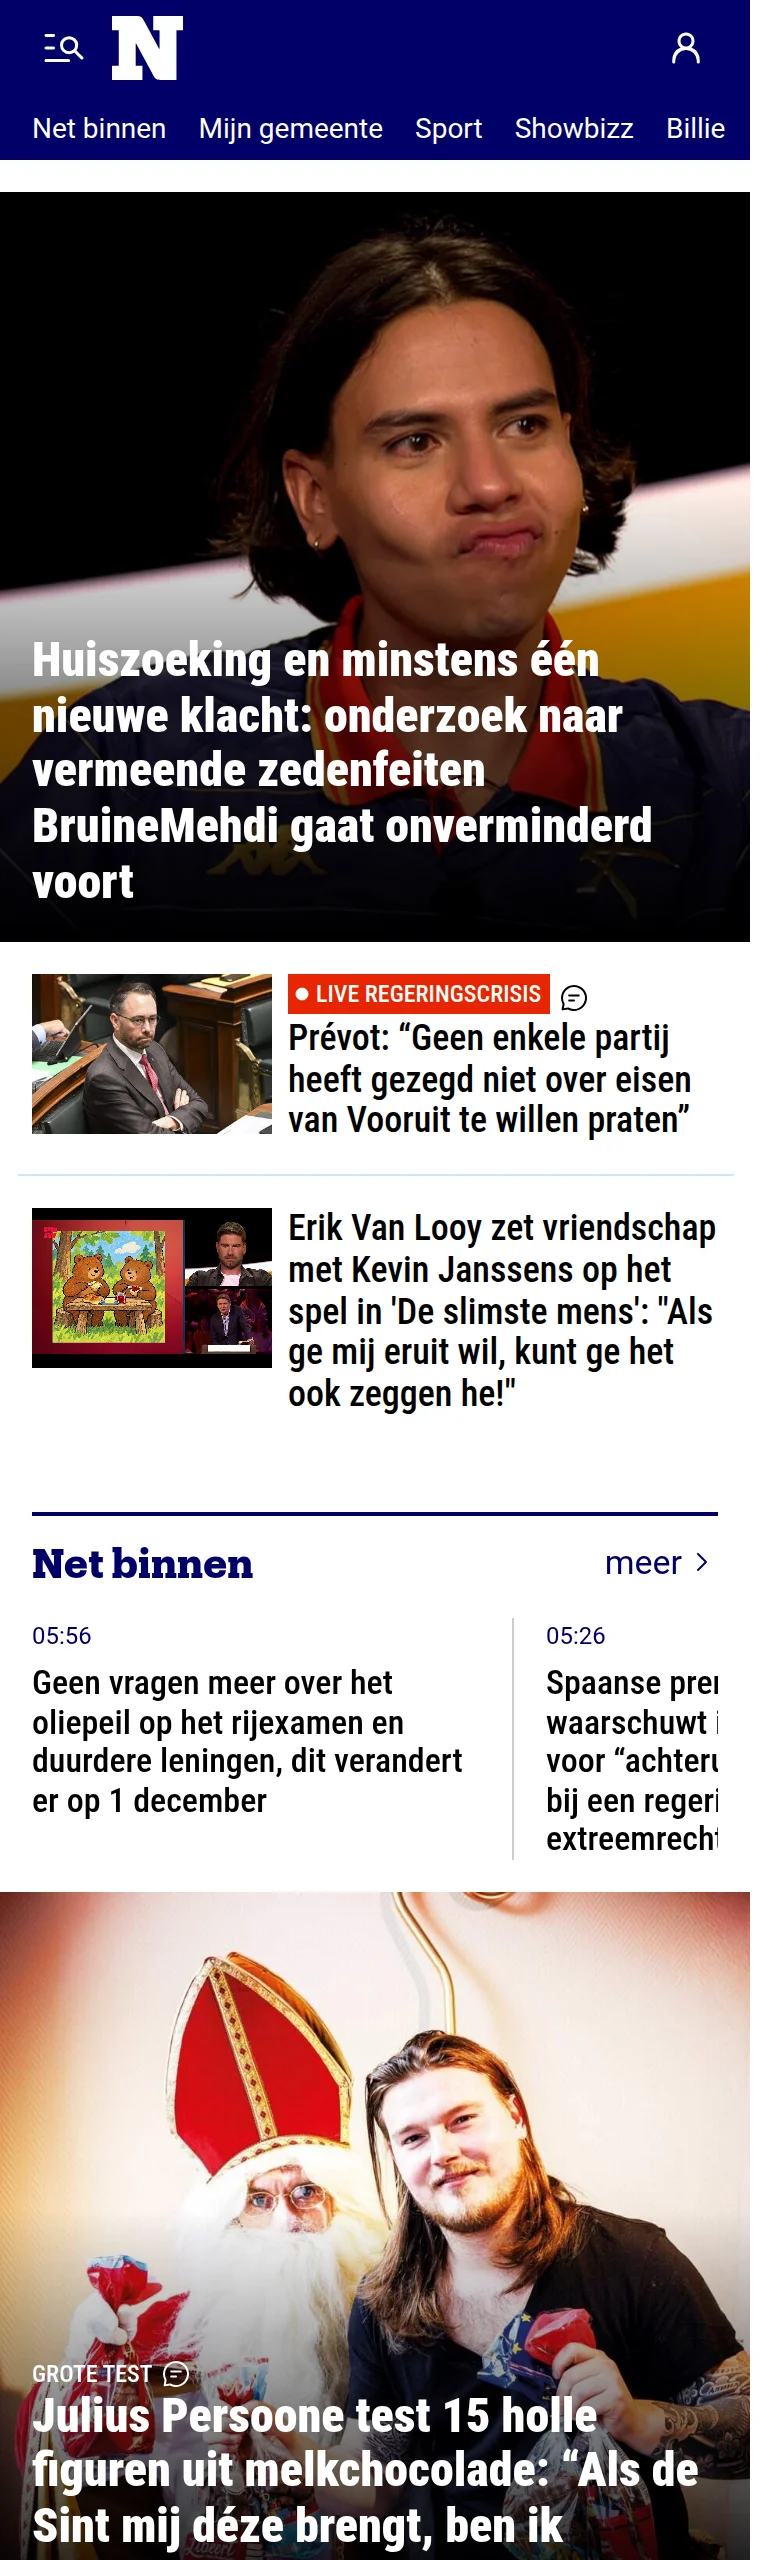 N
Net binnen Mijn gemeente Sport Showbizz Billie
Huiszoeking en minstens één
nieuwe klacht: onderzoek naar
vermeende zedenfeiten
BruineMehdi gaat onverminderd
voort
LIVE REGERINGSCRISIS
Prévot: “Geen enkele partij
heeft gezegd niet over eisen
van Vooruit te willen praten”
Erik Van Looy zet vriendschap
met Kevin Janssens op het
spel in 'De slimste mens': "Als
ge mij eruit wil, kunt ge het
ook zeggen he!"
Net binnen
meer
05:56
Geen vragen meer over het
oliepeil op het rijexamen en
duurdere leningen, dit verandert
er op 1 december
05:26
Spaanse
waarschuwt
voor
bij een
GROTE TEST
Julius Persoone test 15 holle
figuren uit melkchocolade: “Als de
Sint mij déze brengt, ben ik